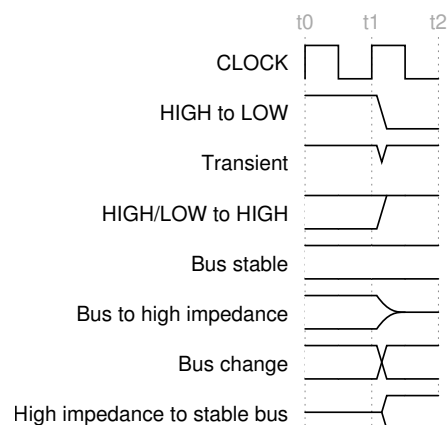 t0 t1 t2
CLOCK
HIGH to LOW
Transient
HIGH/LOW to HIGH
Bus stable
Bus to high impedance
Bus change
High impedance to stable bus